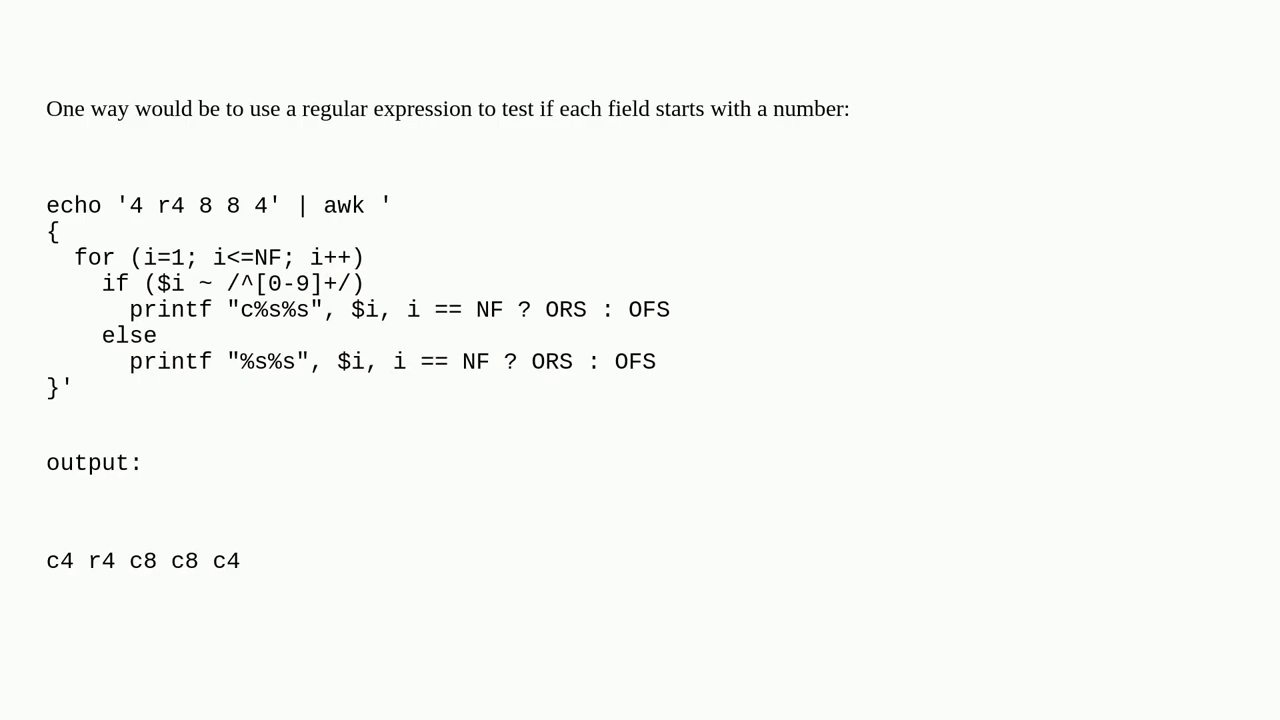 One way would be to use a regular expression to test if each field starts with a number:
echo '4 r4 8 8 4' | awk '
{
  for (i=1; i<=NF; i++)
    if ($i ~ /^[0-9]+/)
      printf "c%s%s", $i, i == NF ? ORS : OFS
    else
      printf "%s%s", $i, i == NF ? ORS : OFS
}'
output:
c4 r4 c8 c8 c4